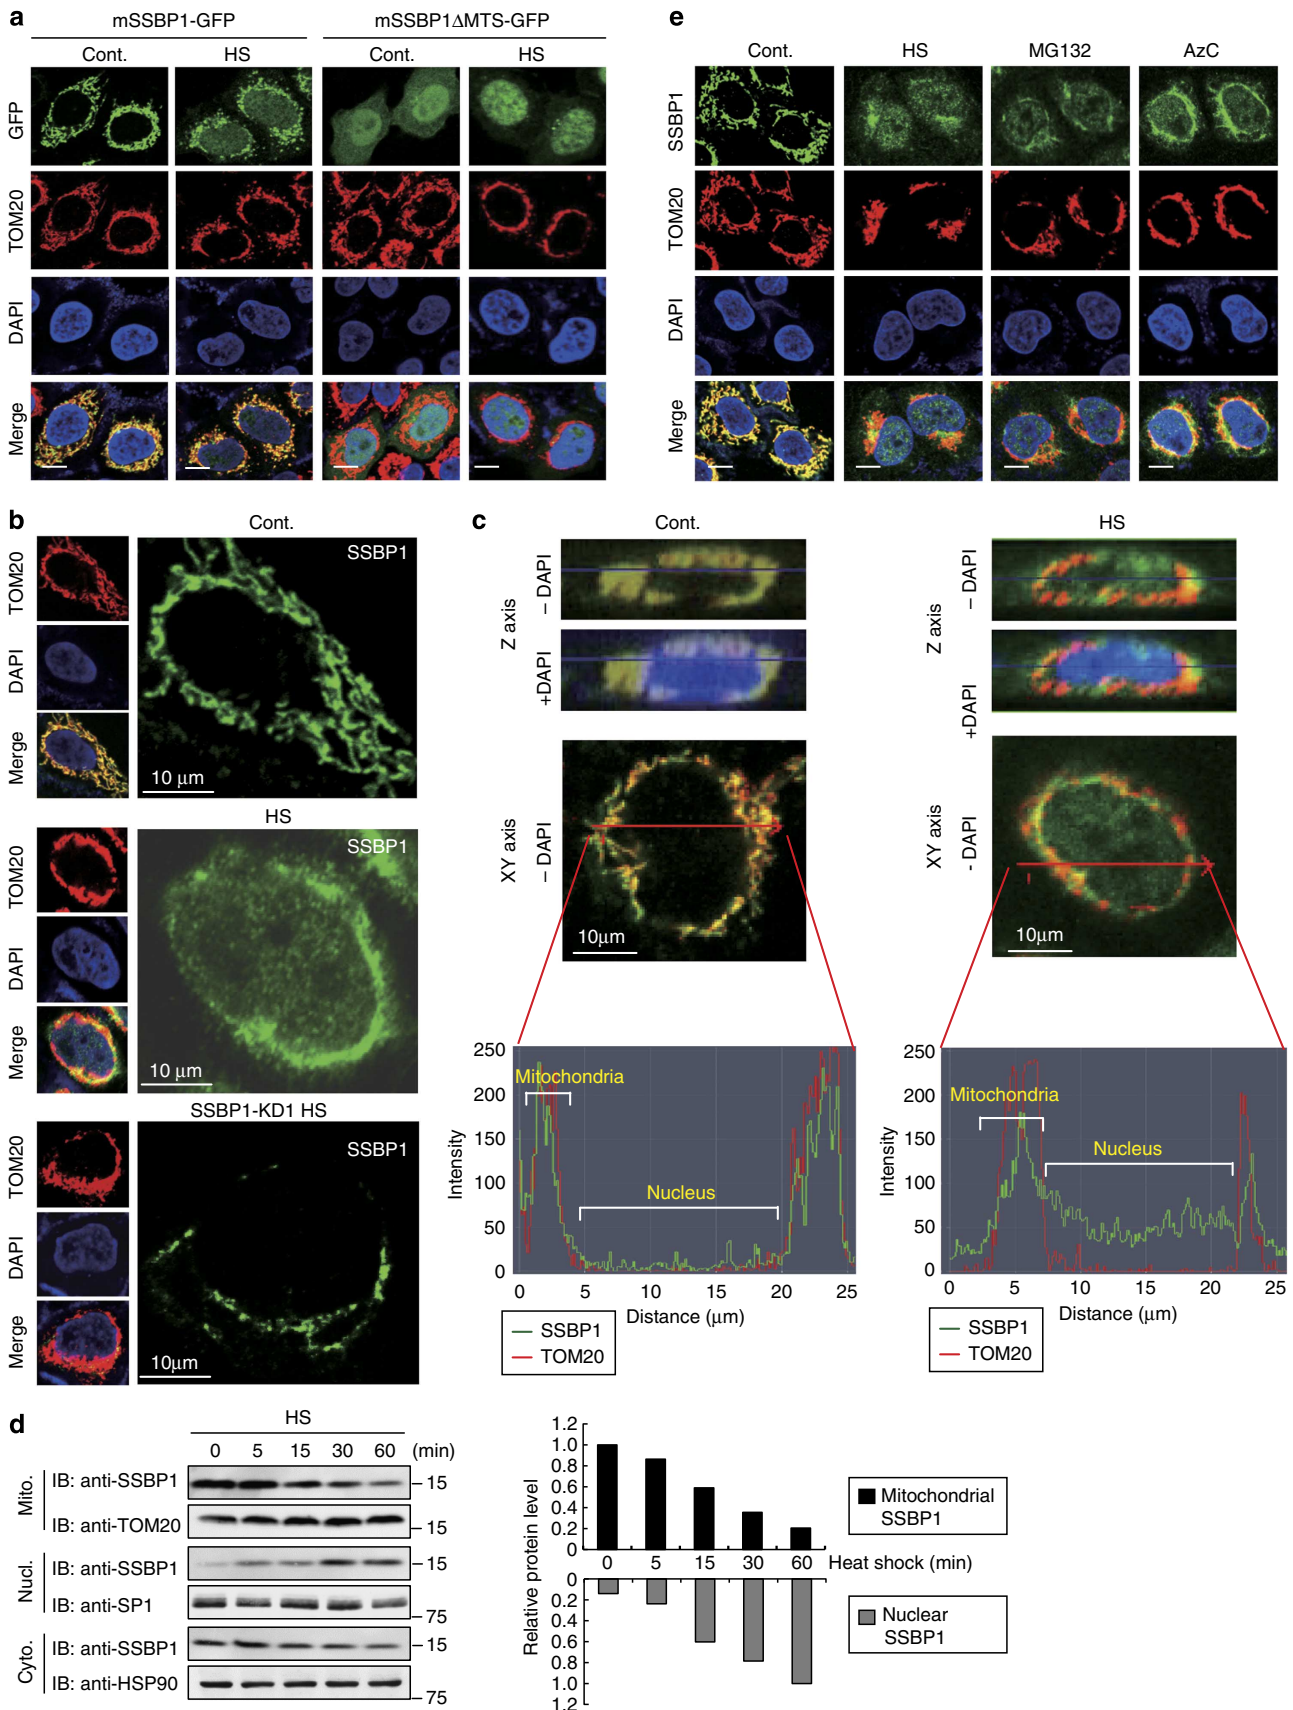 a
mSSBP1-GFP
mSSBP1ΔMTS-GFP
Cont.
HS
Cont.
HS
GFP
TOM20
DAPI
Merge
e
Cont.
HS
MG132
AzC
SSBP1
TOM20
DAPI
Merge
b
Cont.
TOM20
DAPI
Merge
SSBP1
10 μm
HS
TOM20
DAPI
Merge
SSBP1
10 μm
SSBP1-KD1 HS
TOM20
DAPI
Merge
SSBP1
10μm
c
Cont.
Z axis
– DAPI
+DAPI
XY axis
– DAPI
10μm
250
200
150
100
50
0
Intensity
Mitochondria
Nucleus
0 5 10 15 20 25
Distance (μm)
SSBP1
TOM20
HS
Z axis
– DAPI
+DAPI
XY axis
- DAPI
10μm
250
200
150
100
50
0
Intensity
Mitochondria
Nucleus
0 5 10 15 20 25
Distance (μm)
SSBP1
TOM20
d
HS
0 5 15 30 60 (min)
Mito.
IB: anti-SSBP1
15
IB: anti-TOM20
15
Nucl.
IB: anti-SSBP1
15
IB: anti-SP1
75
Cyto.
IB: anti-SSBP1
15
IB: anti-HSP90
75
Relative protein level
1.2
1.0
0.8
0.6
0.4
0.2
0
0 5 15 30 60 Heat shock (min)
0
0.2
0.4
0.6
0.8
1.0
1.2
Mitochondrial
SSBP1
Nuclear
SSBP1